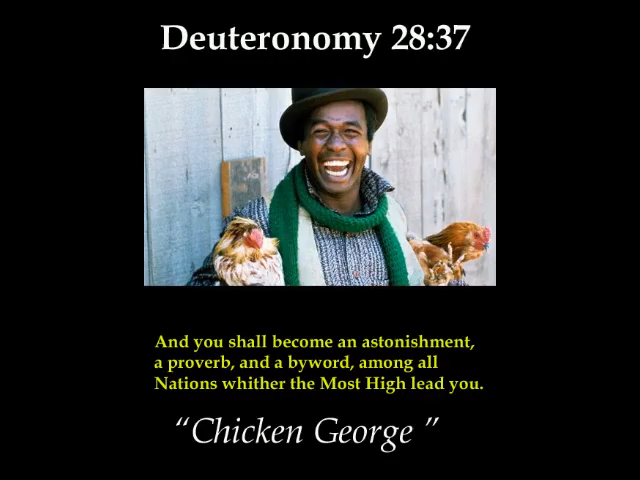 Deuteronomy 28:37
And you shall become an astonishment,
a proverb, and a byword, among all
Nations whither the Most High lead you.
“Chicken George ”